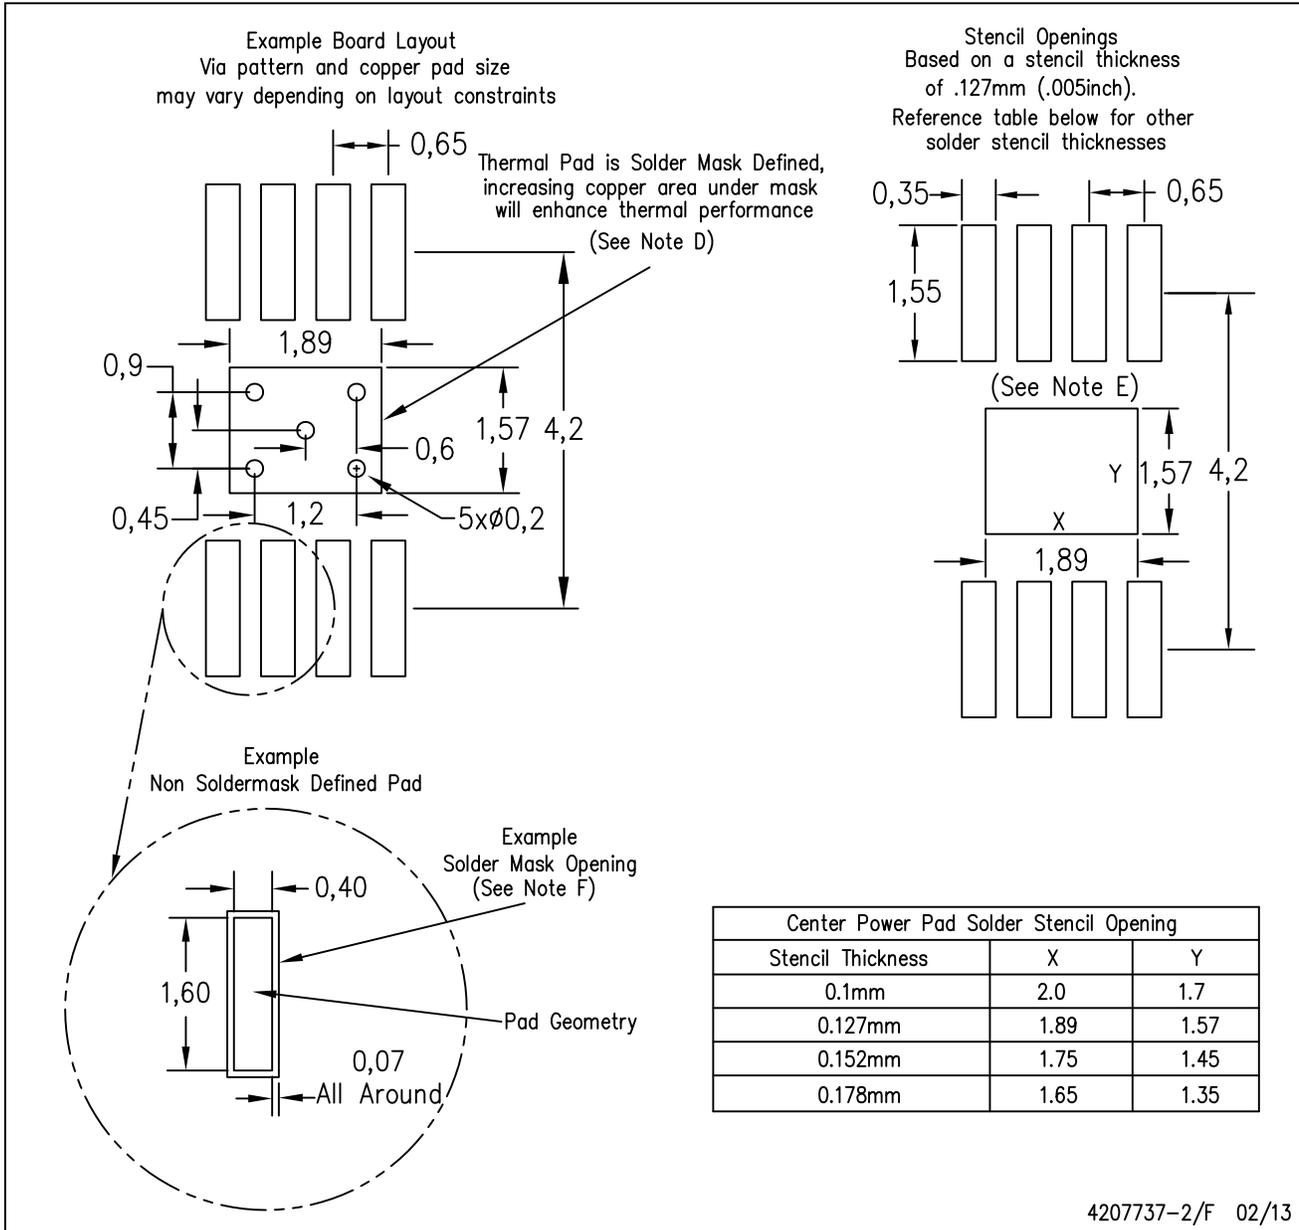 Example Board Layout
Via pattern and copper pad size
may vary depending on layout constraints
0,65
Thermal Pad is Solder Mask Defined,
increasing copper area under mask
will enhance thermal performance
(See Note D)
1,89
0,9
1,57
4,2
0,6
0,45
1,2
5xø0,2
Stencil Openings
Based on a stencil thickness
of .127mm (.005inch).
Reference table below for other
solder stencil thicknesses
0,35
0,65
1,55
(See Note E)
Y
1,57
4,2
X
1,89
Example
Non Soldermask Defined Pad
Example
Solder Mask Opening
(See Note F)
0,40
1,60
Pad Geometry
0,07
All Around
Center Power Pad Solder Stencil Opening
Stencil Thickness X Y
0.1mm 2.0 1.7
0.127mm 1.89 1.57
0.152mm 1.75 1.45
0.178mm 1.65 1.35
4207737-2/F 02/13